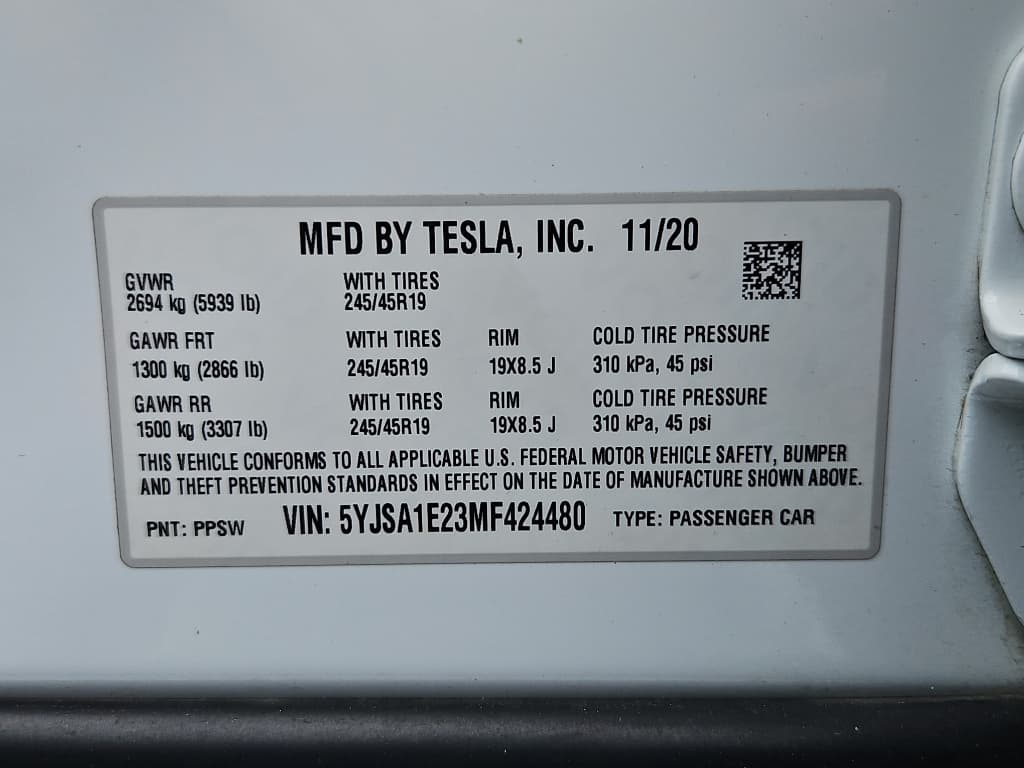 MFD BY TESLA, INC. 11/20
GVWR WITH TIRES
2694 kg (5939 lb) 245/45R19
GAWR FRT WITH TIRES RIM COLD TIRE PRESSURE
1300 kg (2866 lb) 245/45R19 19X8.5 J 310 kPa, 45 psi
GAWR RR WITH TIRES RIM COLD TIRE PRESSURE
1500 kg (3307 lb) 245/45R19 19X8.5 J 310 kPa, 45 psi
THIS VEHICLE CONFORMS TO ALL APPLICABLE U.S. FEDERAL MOTOR VEHICLE SAFETY, BUMPER
AND THEFT PREVENTION STANDARDS IN EFFECT ON THE DATE OF MANUFACTURE SHOWN ABOVE.
PNT: PPSW VIN: 5YJSA1E23MF424480 TYPE: PASSENGER CAR